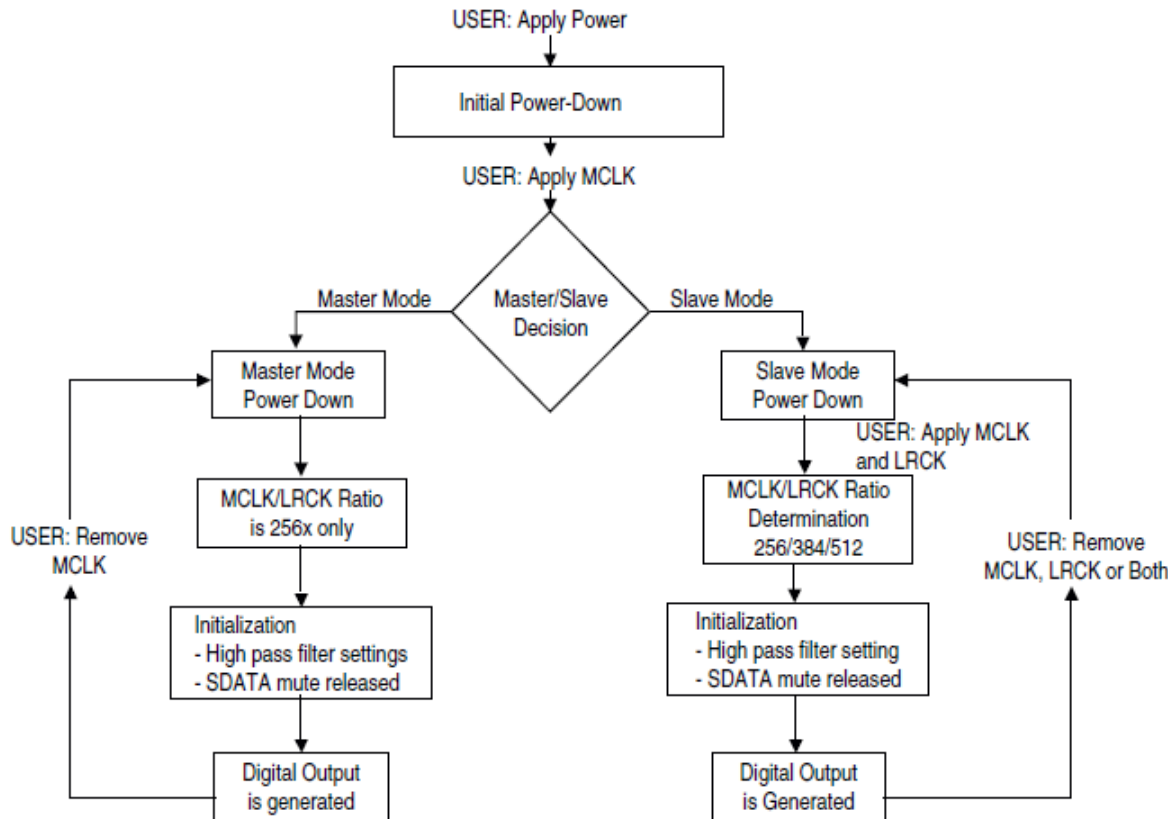 USER: Apply Power
Initial Power-Down
USER: Apply MCLK
Master/Slave
Decision
Master Mode
Slave Mode
Master Mode
Power Down
MCLK/LRCK Ratio
is 256x only
Initialization
- High pass filter settings
- SDATA mute released
Digital Output
is generated
USER: Remove
MCLK
Slave Mode
Power Down
USER: Apply MCLK
and LRCK
MCLK/LRCK Ratio
Determination
256/384/512
Initialization
- High pass filter setting
- SDATA mute released
Digital Output
is Generated
USER: Remove
MCLK, LRCK or Both